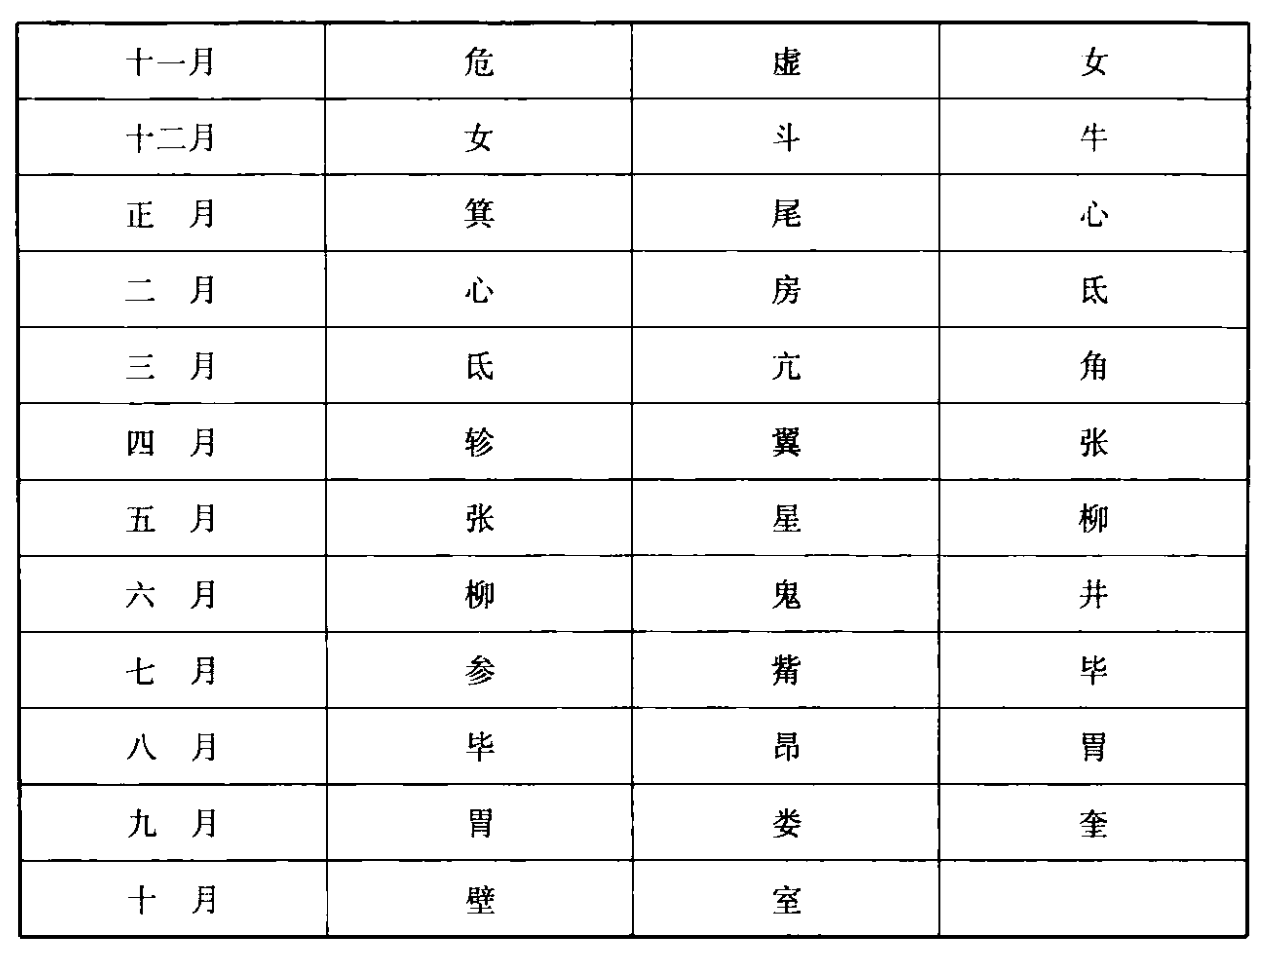 十一月 危 虚 女
十二月 女 斗 牛
正 月 箕 尾 心
二 月 心 房 氐
三 月 氐 亢 角
四 月 轸 翼 张
五 月 张 星 柳
六 月 柳 鬼 井
七 月 参 觜 毕
八 月 毕 昂 胃
九 月 胃 娄 奎
十 月 壁 室